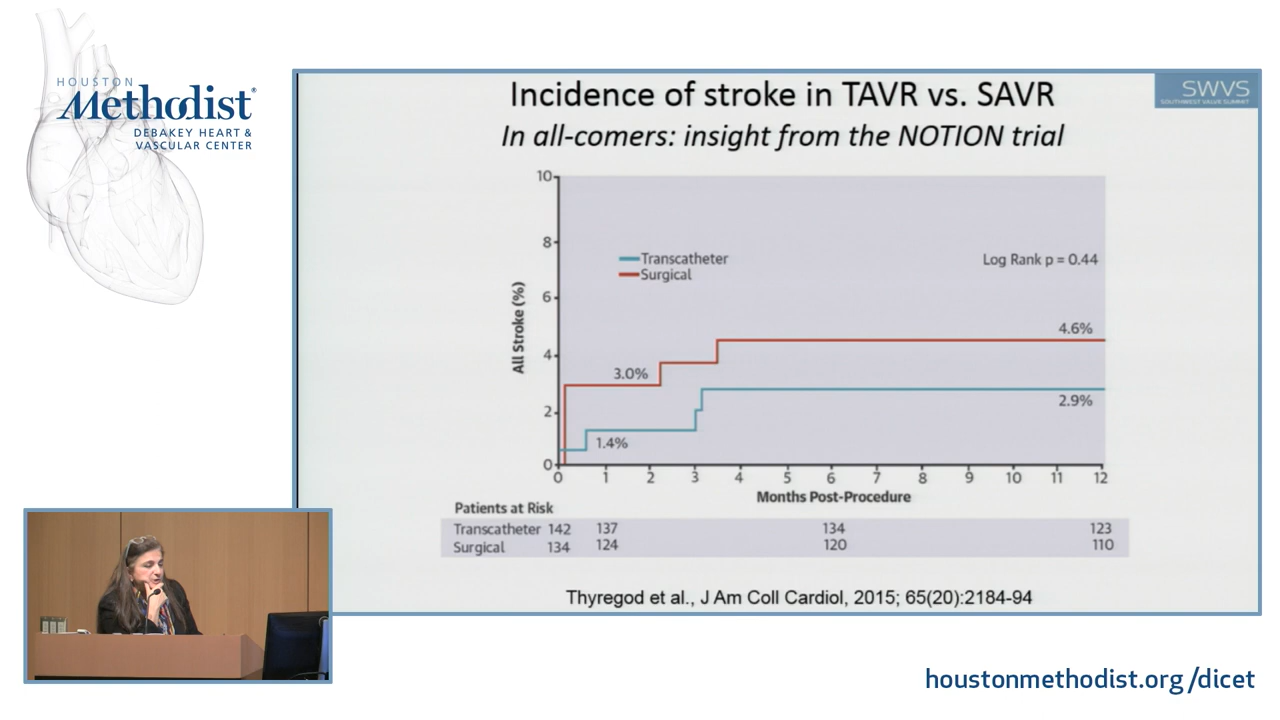 HOUSTON
Methodist®
DEBAKEY HEART &
VASCULAR CENTER
SWVS
SOUTHWEST VALVE SUMMIT
Incidence of stroke in TAVR vs. SAVR
In all-comers: insight from the NOTION trial
10
8
6
4
2
0
All Stroke (%)
Transcatheter
Surgical
Log Rank p = 0.44
4.6%
3.0%
2.9%
1.4%
0 1 2 3 4 5 6 7 8 9 10 11 12
Months Post-Procedure
Patients at Risk
Transcatheter 142 137 134 123
Surgical 134 124 120 110
Thyregod et al., J Am Coll Cardiol, 2015; 65(20):2184-94
houstonmethodist.org/dicet